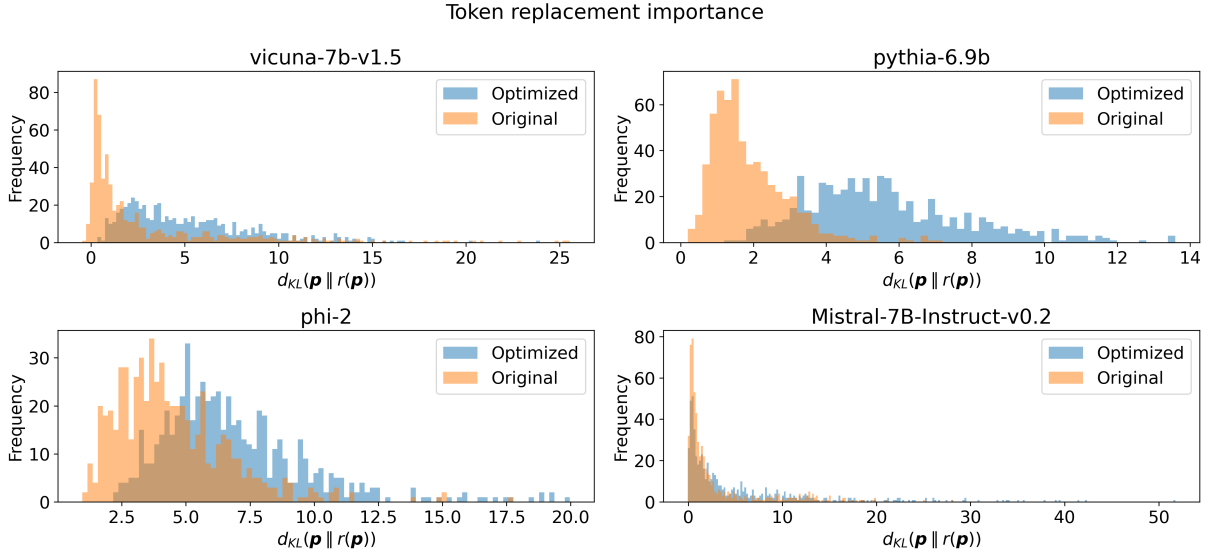 Token replacement importance
vicuna-7b-v1.5
Frequency
80
60
40
20
0
Optimized
Original
0 5 10 15 20 25
d_KL(p ∥ r(p))
pythia-6.9b
Frequency
60
40
20
0
Optimized
Original
0 2 4 6 8 10 12 14
d_KL(p ∥ r(p))
phi-2
Frequency
30
20
10
0
Optimized
Original
2.5 5.0 7.5 10.0 12.5 15.0 17.5 20.0
d_KL(p ∥ r(p))
Mistral-7B-Instruct-v0.2
Frequency
80
60
40
20
0
Optimized
Original
0 10 20 30 40 50
d_KL(p ∥ r(p))